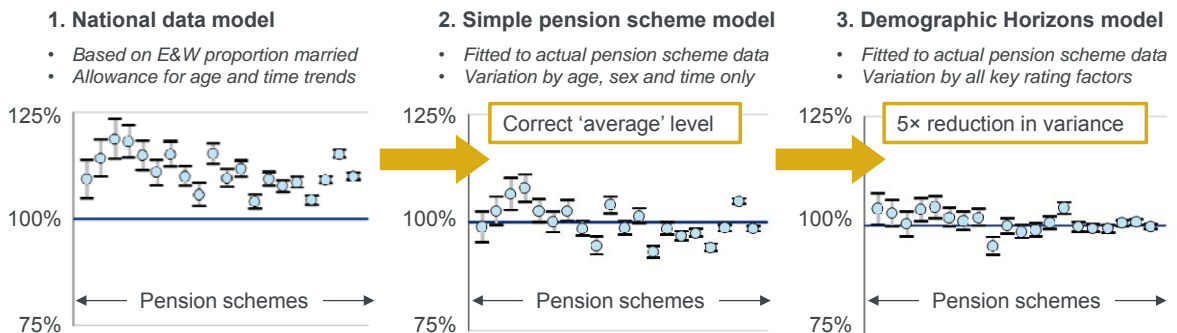 1. National data model
• Based on E&W proportion married
• Allowance for age and time trends
125%
100%
75%
Pension schemes
2. Simple pension scheme model
• Fitted to actual pension scheme data
• Variation by age, sex and time only
125%
Correct ‘average’ level
100%
75%
Pension schemes
3. Demographic Horizons model
• Fitted to actual pension scheme data
• Variation by all key rating factors
125%
5× reduction in variance
100%
75%
Pension schemes